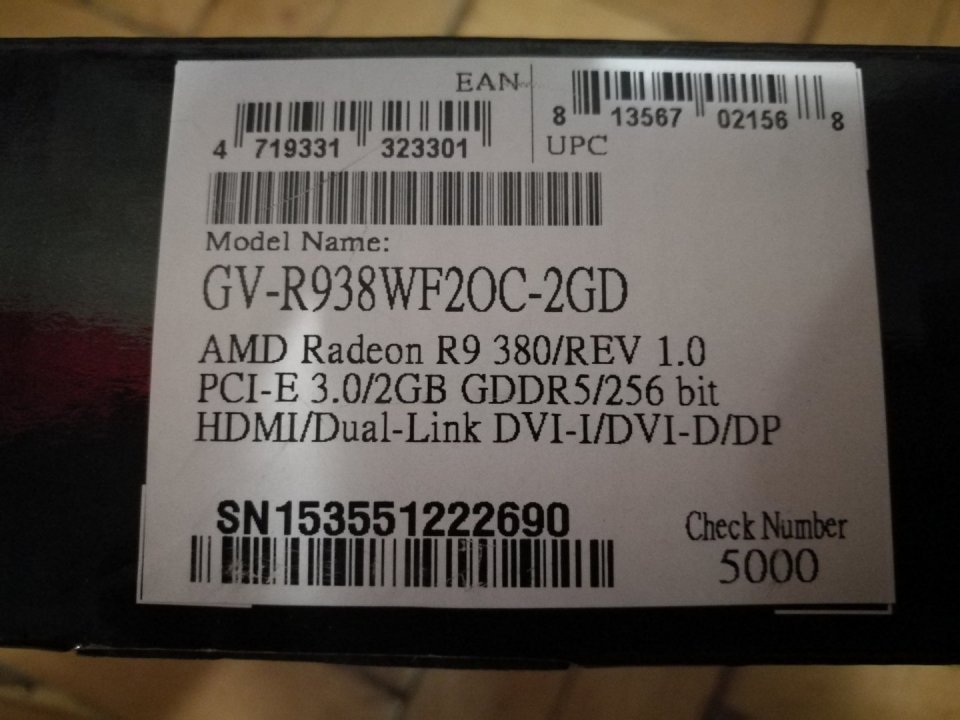 EAN
4 719331 323301
8 13567 02156 8
UPC
Model Name:
GV-R938WF2OC-2GD
AMD Radeon R9 380/REV 1.0
PCI-E 3.0/2GB GDDR5/256 bit
HDMI/Dual-Link DVI-I/DVI-D/DP
SN153551222690
Check Number
5000